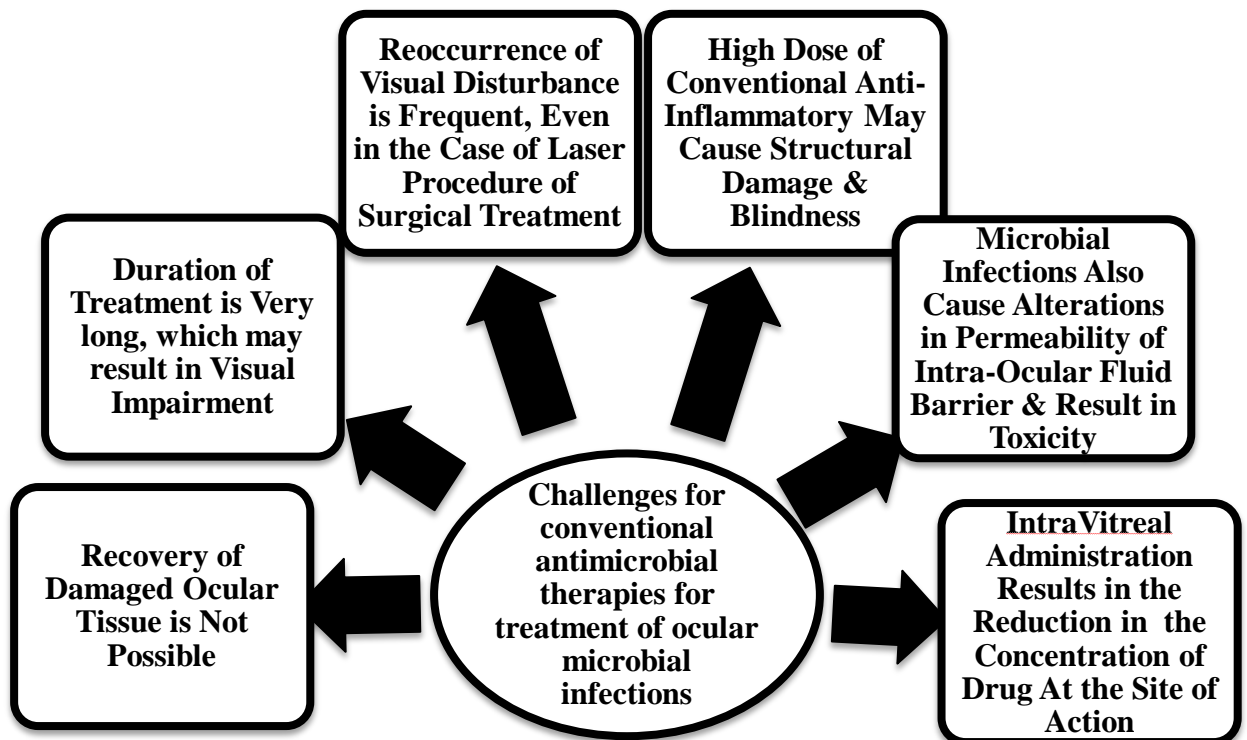 Reoccurrence of
Visual Disturbance
is Frequent, Even
in the Case of Laser
Procedure of
Surgical Treatment
High Dose of
Conventional Anti-
Inflammatory May
Cause Structural
Damage &
Blindness
Duration of
Treatment is Very
long, which may
result in Visual
Impairment
Microbial
Infections Also
Cause Alterations
in Permeability of
Intra-Ocular Fluid
Barrier & Result in
Toxicity
Recovery of
Damaged Ocular
Tissue is Not
Possible
Challenges for
conventional
antimicrobial
therapies for
treatment of ocular
microbial
infections
IntraVitreal
Administration
Results in the
Reduction in the
Concentration of
Drug At the Site of
Action